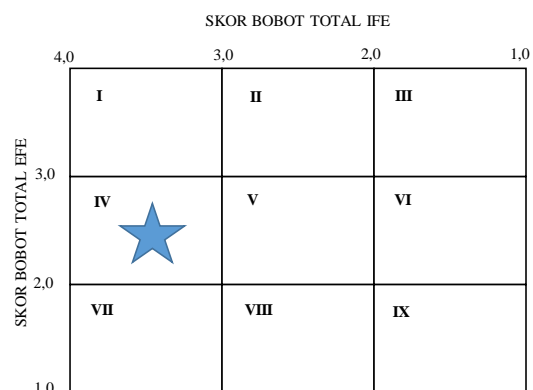 SKOR BOBOT TOTAL IFE
4,0 3,0 2,0 1,0
I II III
SKOR BOBOT TOTAL EFE
3,0
IV V VI
2,0
VII VIII IX
1,0